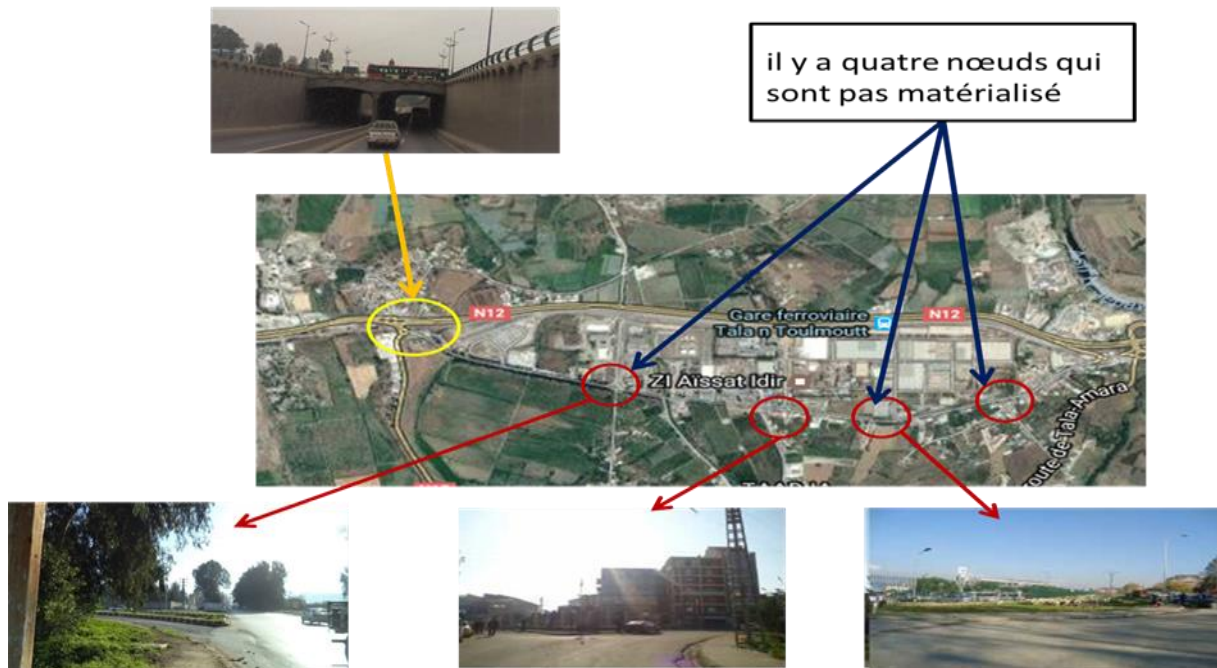 il y a quatre nœuds qui
sont pas matérialisé
N12
Gare ferroviaire
Tala n Toulmoutt
N12
ZI Aïssat Idir
route de Tala-Amara